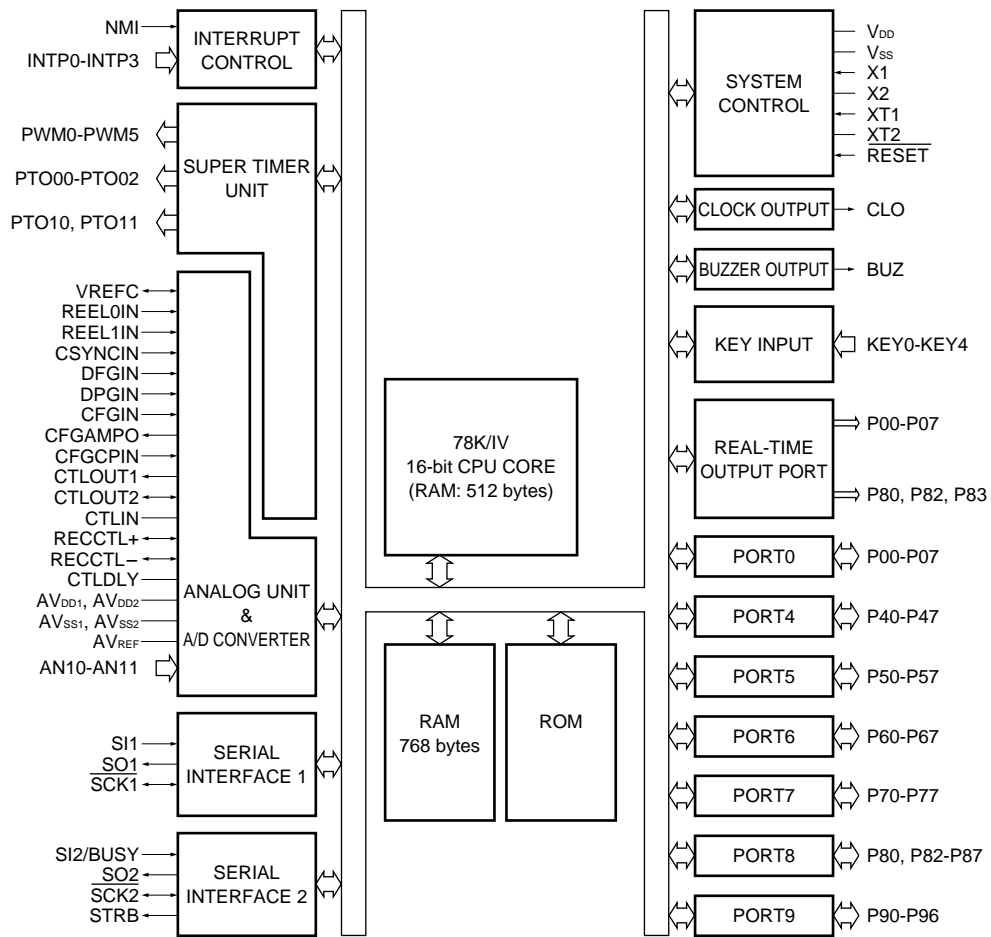 NMI
INTP0-INTP3
INTERRUPT
CONTROL
PWM0-PWM5
PTO00-PTO02
PTO10, PTO11
SUPER TIMER
UNIT
VREFC
REEL0IN
REEL1IN
CSYNCIN
DFGIN
DPGIN
CFGIN
CFGAMPO
CFGCPIN
CTLOUT1
CTLOUT2
CTLIN
RECCTL+
RECCTL−
CTLDLY
AVDD1, AVDD2
AVSS1, AVSS2
AVREF
AN10-AN11
ANALOG UNIT
&
A/D CONVERTER
SI1
SO1
SCK1
SERIAL
INTERFACE 1
SI2/BUSY
SO2
SCK2
STRB
SERIAL
INTERFACE 2
78K/IV
16-bit CPU CORE
(RAM: 512 bytes)
RAM
768 bytes
ROM
SYSTEM
CONTROL
VDD
VSS
X1
X2
XT1
XT2
RESET
CLOCK OUTPUT
CLO
BUZZER OUTPUT
BUZ
KEY INPUT
KEY0-KEY4
REAL-TIME
OUTPUT PORT
P00-P07
P80, P82, P83
PORT0
P00-P07
PORT4
P40-P47
PORT5
P50-P57
PORT6
P60-P67
PORT7
P70-P77
PORT8
P80, P82-P87
PORT9
P90-P96